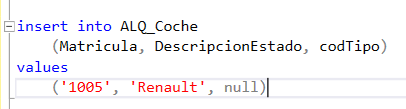 insert into ALQ_Coche
(Matricula, DescripcionEstado, codTipo)
values
('1005', 'Renault', null)